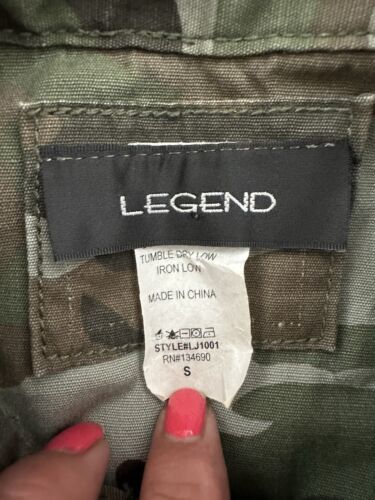 LEGEND
TUMBLE DRY LOW
IRON LOW
MADE IN CHINA
STYLE#LJ1001
RN#134690
S